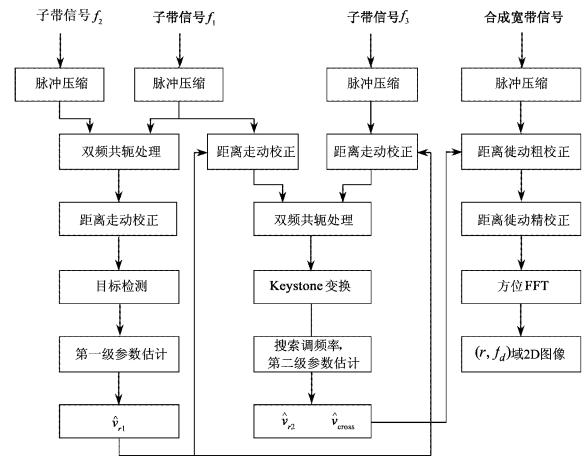 子带信号f₂ 子带信号f₁ 子带信号f₃ 合成宽带信号
脉冲压缩 脉冲压缩 脉冲压缩 脉冲压缩
双频共轭处理 距离走动校正 距离走动校正 距离徙动粗校正
距离走动校正 双频共轭处理 距离徙动精校正
目标检测 Keystone 变换 方位FFT
第一级参数估计 搜索调频率, (r, f_d)域2D图像
第二级参数估计
v̂_{r1} v̂_{r2} v̂_{cross}